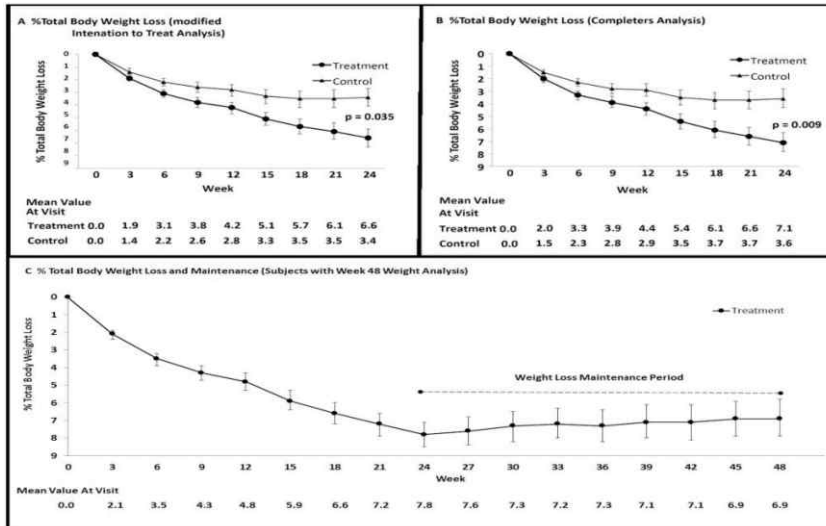 A %Total Body Weight Loss (modified
Intenation to Treat Analysis)
0
1
2
3
4
5
6
7
8
9
% Total Body Weight Loss
Treatment
Control
p = 0.035
0 3 6 9 12 15 18 21 24
Week
Mean Value
At Visit
Treatment 0.0 1.9 3.1 3.8 4.2 5.1 5.7 6.1 6.6
Control 0.0 1.4 2.2 2.6 2.8 3.3 3.5 3.5 3.4
B %Total Body Weight Loss (Completers Analysis)
0
1
2
3
4
5
6
7
8
9
% Total Body Weight Loss
Treatment
Control
p = 0.009
0 3 6 9 12 15 18 21 24
Week
Mean Value
At Visit
Treatment 0.0 2.0 3.3 3.9 4.4 5.4 6.1 6.6 7.1
Control 0.0 1.5 2.3 2.8 2.9 3.5 3.7 3.7 3.6
C % Total Body Weight Loss and Maintenance (Subjects with Week 48 Weight Analysis)
0
1
2
3
4
5
6
7
8
9
% Total Body Weight Loss
Treatment
Weight Loss Maintenance Period
0 3 6 9 12 15 18 21 24 27 30 33 36 39 42 45 48
Week
Mean Value At Visit
0.0 2.1 3.5 4.3 4.8 5.9 6.6 7.2 7.8 7.6 7.3 7.2 7.3 7.1 7.1 6.9 6.9